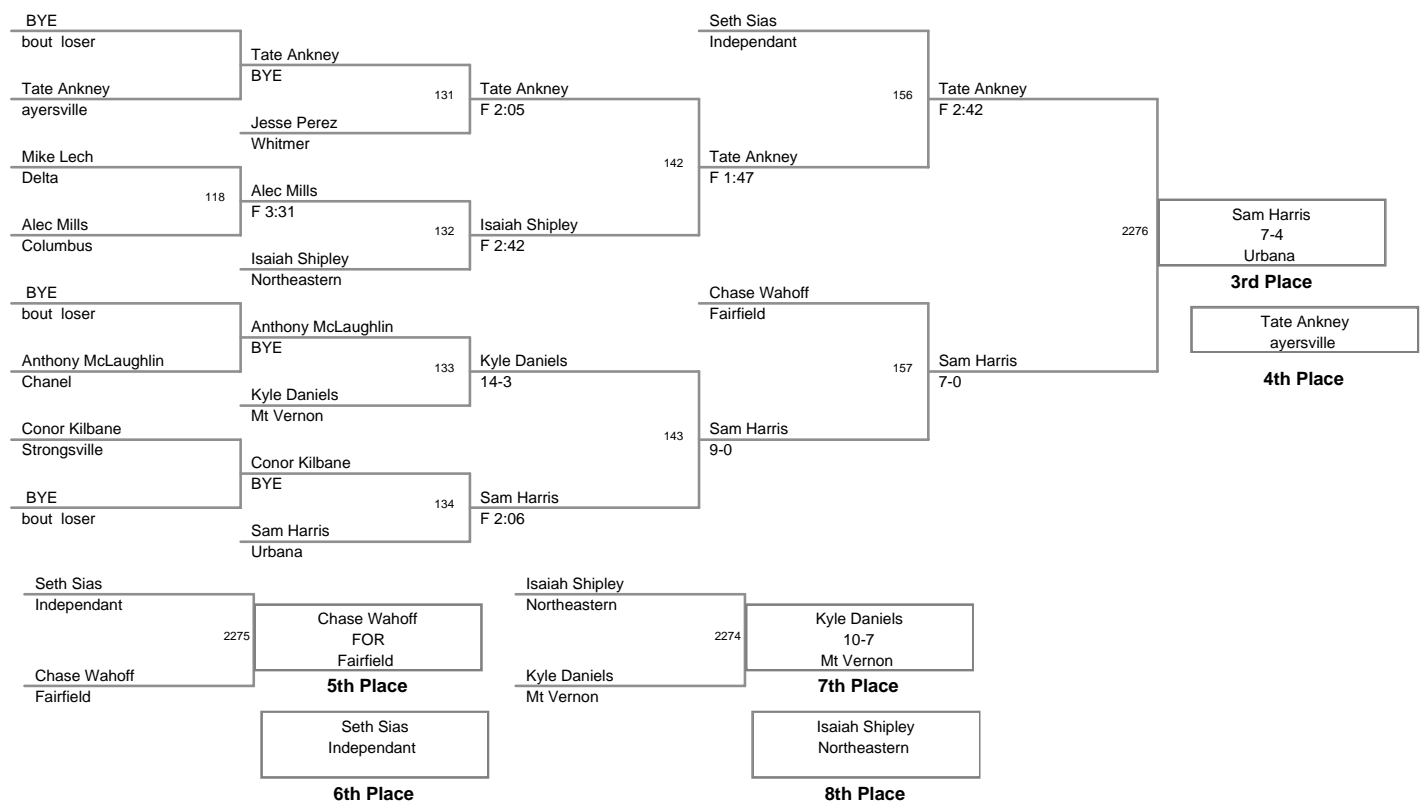 BYE
bout loser
Tate Ankney
BYE
Tate Ankney
ayersville
131
Tate Ankney
F 2:05
Jesse Perez
Whitmer
Mike Lech
Delta
118
Alec Mills
F 3:31
Alec Mills
Columbus
132
Isaiah Shipley
F 2:42
Isaiah Shipley
Northeastern
142
Tate Ankney
F 1:47
Seth Sias
Independant
156
Tate Ankney
F 2:42
BYE
bout loser
Anthony McLaughlin
BYE
Anthony McLaughlin
Chanel
133
Kyle Daniels
14-3
Kyle Daniels
Mt Vernon
Conor Kilbane
Strongsville
Conor Kilbane
BYE
BYE
bout loser
134
Sam Harris
F 2:06
Sam Harris
Urbana
143
Sam Harris
9-0
Chase Wahoff
Fairfield
157
Sam Harris
7-0
2276
Sam Harris
7-4
Urbana
3rd Place
Tate Ankney
ayersville
4th Place
Seth Sias
Independant
2275
Chase Wahoff
FOR
Fairfield
Chase Wahoff
Fairfield
5th Place
Seth Sias
Independant
6th Place
Isaiah Shipley
Northeastern
2274
Kyle Daniels
10-7
Mt Vernon
Kyle Daniels
Mt Vernon
7th Place
Isaiah Shipley
Northeastern
8th Place